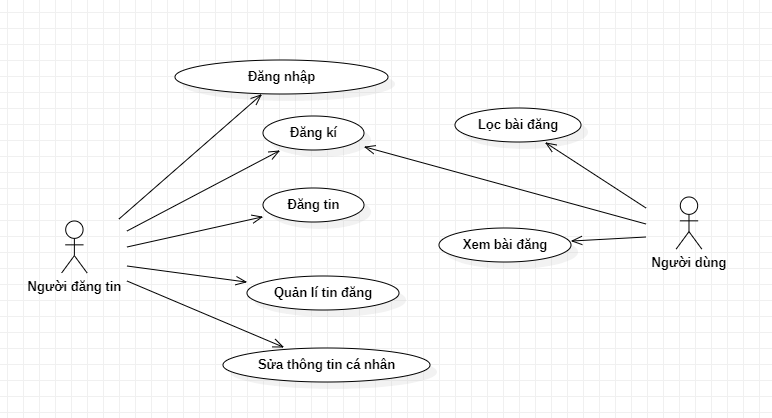 Đăng nhập
Đăng kí
Lọc bài đăng
Đăng tin
Xem bài đăng
Người dùng
Người đăng tin
Quản lí tin đăng
Sửa thông tin cá nhân